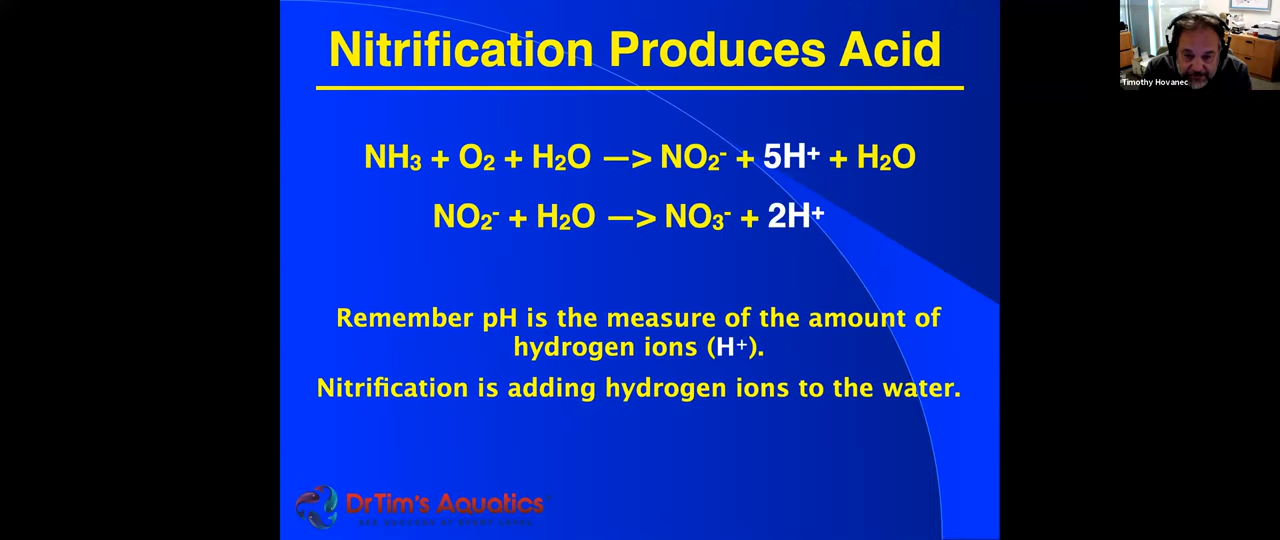 Nitrification Produces Acid
NH₃ + O₂ + H₂O —> NO₂⁻ + 5H⁺ + H₂O
NO₂⁻ + H₂O —> NO₃⁻ + 2H⁺
Remember pH is the measure of the amount of
hydrogen ions (H⁺).
Nitrification is adding hydrogen ions to the water.
DrTim's Aquatics
Timothy Hovanec